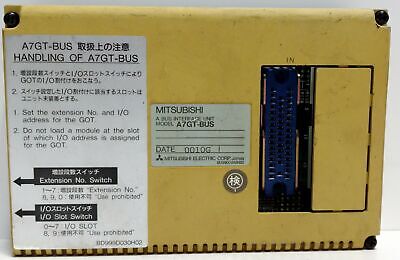 A7GT-BUS 取扱上の注意
HANDLING OF A7GT-BUS
1. 増設段数スイッチとI/Oスロットスイッチにより
GOTのI/O割付けをおこなう。
2. スイッチ設定したI/O割付けに該当するスロットは
ユニット未装着とする。
1. Set the extension No. and I/O
address for the GOT.
2. Do not load a module at the slot
of which I/O address is assigned
for the GOT.
増設段数スイッチ
Extension No. Switch
1~7: 増設段数 "Extension No."
8, 9, 0: 使用不可 "Use prohibited"
I/Oスロットスイッチ
I/O Slot Switch
0~7 I/O SLOT
8, 9: 使用不可 "Use prohibited"
BD998D030H02
IN
MITSUBISHI
A BUS INTERFACE UNIT
MODEL A7GT-BUS
DATE 0010G
MITSUBISHI ELECTRIC CORP. JAPAN
検